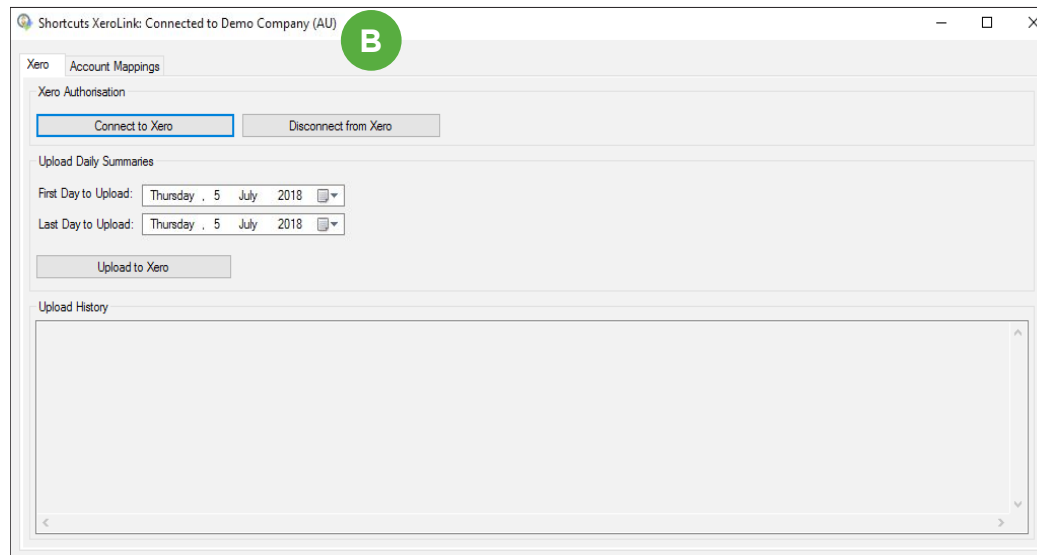 Shortcuts XeroLink: Connected to Demo Company (AU)
B
Xero Account Mappings
Xero Authorisation
Connect to Xero Disconnect from Xero
Upload Daily Summaries
First Day to Upload: Thursday , 5 July 2018
Last Day to Upload: Thursday , 5 July 2018
Upload to Xero
Upload History